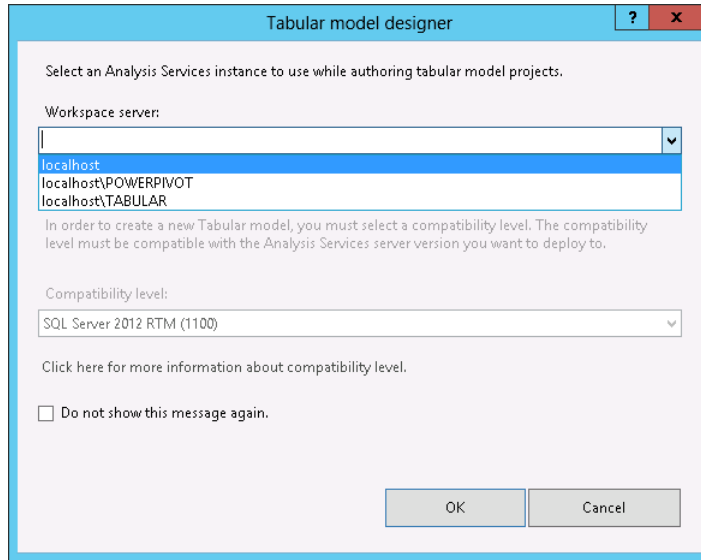 Tabular model designer
? x
Select an Analysis Services instance to use while authoring tabular model projects.
Workspace server:
localhost
localhost\POWERPIVOT
localhost\TABULAR
In order to create a new Tabular model, you must select a compatibility level. The compatibility
level must be compatible with the Analysis Services server version you want to deploy to.
Compatibility level:
SQL Server 2012 RTM (1100)
Click here for more information about compatibility level.
Do not show this message again.
OK Cancel